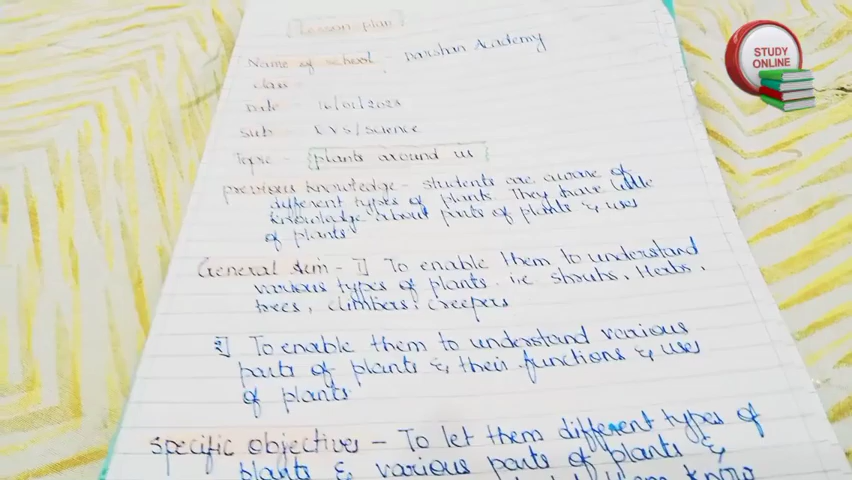 Lesson plan
Name of school - Darshan Academy
Class -
Date - 16/01/2023
Sub - EVS/Science
Topic - plants around us
previous knowledge - students are aware of
different types of plants. They have little
knowledge about parts of plants & uses
of plants.
General Aim - 1] To enable them to understand
various types of plants. i.e shrubs, Herbs,
trees, climbers, creepers
2] To enable them to understand various
parts of plants & their functions & uses
of plants
Specific objectives - To let them different types of
plants & various parts of plants &
them know
STUDY
ONLINE